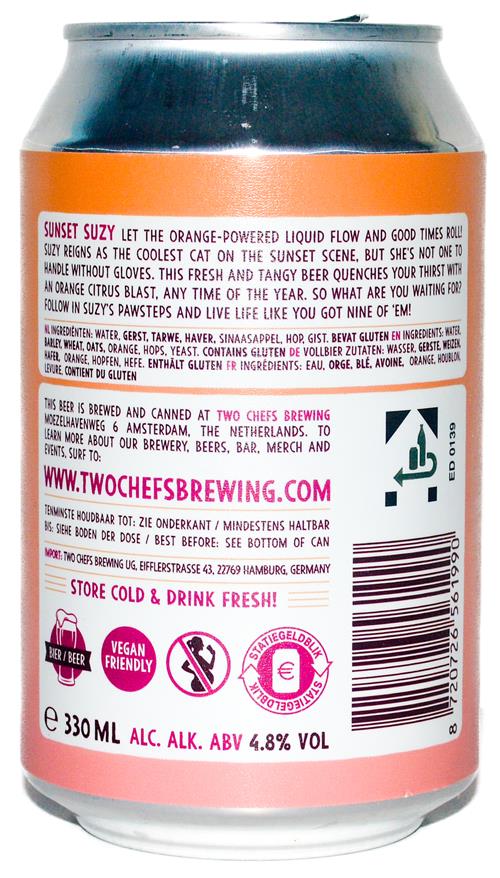 SUNSET SUZY LET THE ORANGE-POWERED LIQUID FLOW AND GOOD TIMES ROLL!
SUZY REIGNS AS THE COOLEST CAT ON THE SUNSET SCENE, BUT SHE'S NOT ONE TO
HANDLE WITHOUT GLOVES. THIS FRESH AND TANGY BEER QUENCHES YOUR THIRST WITH
AN ORANGE CITRUS BLAST, ANY TIME OF THE YEAR. SO WHAT ARE YOU WAITING FOR?
FOLLOW IN SUZY'S PAWSTEPS AND LIVE LIFE LIKE YOU GOT NINE OF 'EM!
NL INGREDIËNTEN: WATER, GERST, TARWE, HAVER, SINAASAPPEL, HOP, GIST. BEVAT GLUTEN EN INGREDIENTS: WATER,
BARLEY, WHEAT, OATS, ORANGE, HOPS, YEAST. CONTAINS GLUTEN DE VOLLBIER ZUTATEN: WASSER, GERSTE, WEIZEN,
HAFER, ORANGE, HOPFEN, HEFE. ENTHÄLT GLUTEN FR INGRÉDIENTS: EAU, ORGE, BLÉ, AVOINE, ORANGE, HOUBLON,
LEVURE, CONTIENT DU GLUTEN
THIS BEER IS BREWED AND CANNED AT TWO CHEFS BREWING
MOEZELHAVENWEG 6 AMSTERDAM, THE NETHERLANDS. TO
LEARN MORE ABOUT OUR BREWERY, BEERS, BAR, MERCH AND
EVENTS, SURF TO:
WWW.TWOCHEFSBREWING.COM
TENMINSTE HOUDBAAR TOT: ZIE ONDERKANT / MINDESTENS HALTBAR
BIS: SIEHE BODEN DER DOSE / BEST BEFORE: SEE BOTTOM OF CAN
IMPORT: TWO CHEFS BREWING UG, EIFFLERSTRASSE 43, 22769 HAMBURG, GERMANY
STORE COLD & DRINK FRESH!
BIER / BEER
VEGAN
FRIENDLY
STATIEGELDBLIK
€
STATIEGELDBLIK
STATIEGELDBLIK
℮ 330 ML ALC. ALK. ABV 4.8% VOL
ED 0139
8 720726 561990